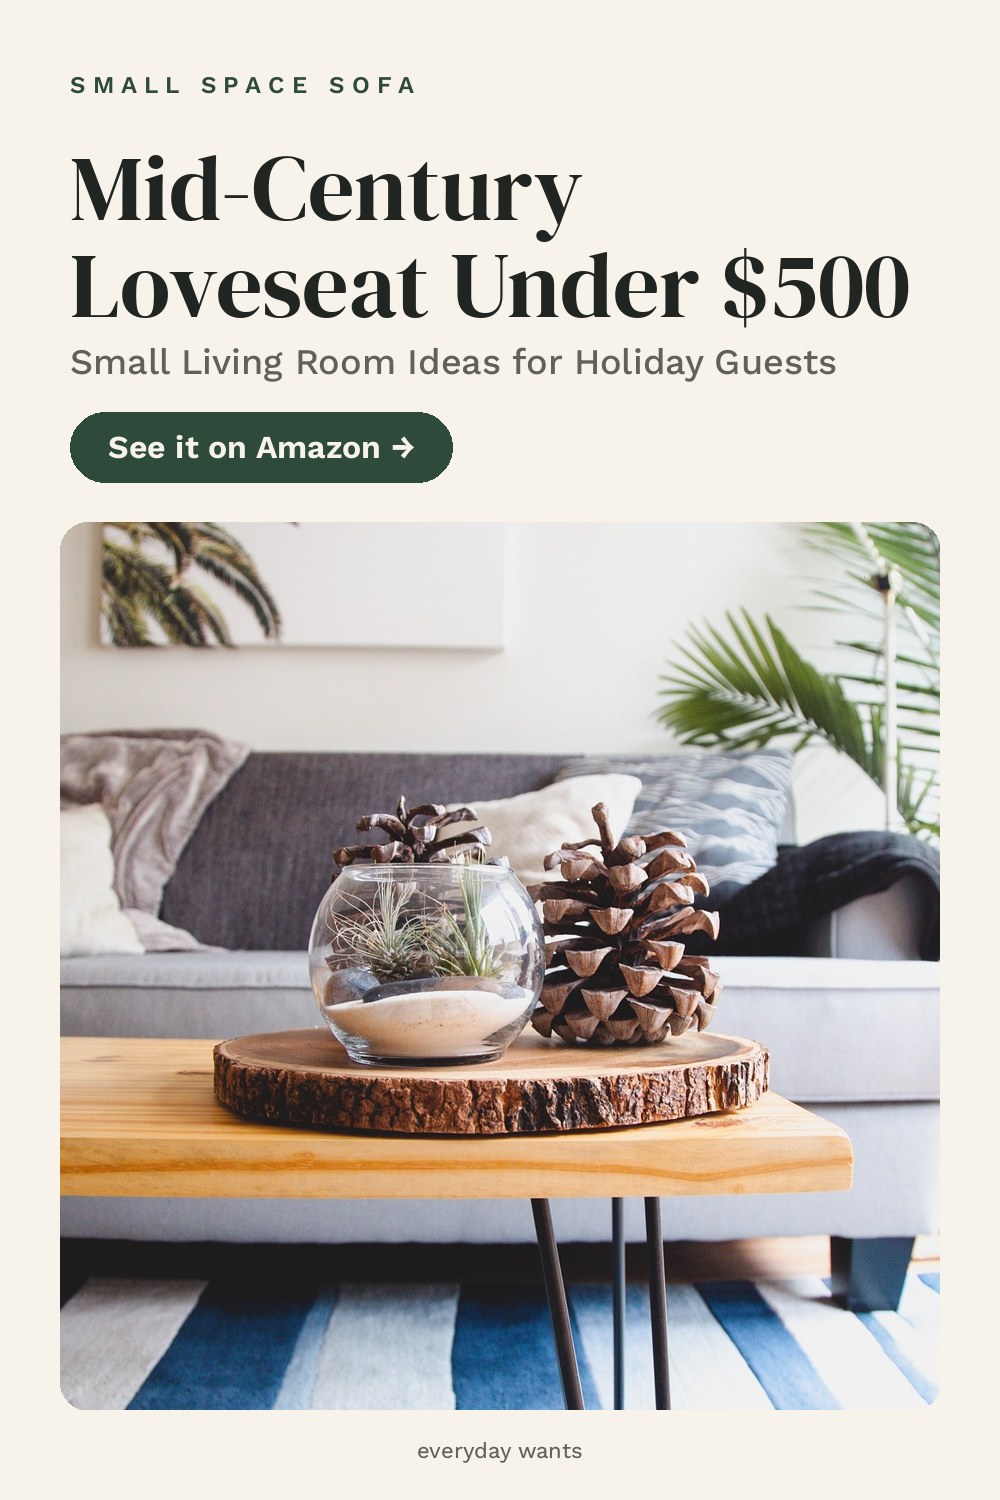 SMALL SPACE SOFA
Mid-Century
Loveseat Under $500
Small Living Room Ideas for Holiday Guests
See it on Amazon →
everyday wants